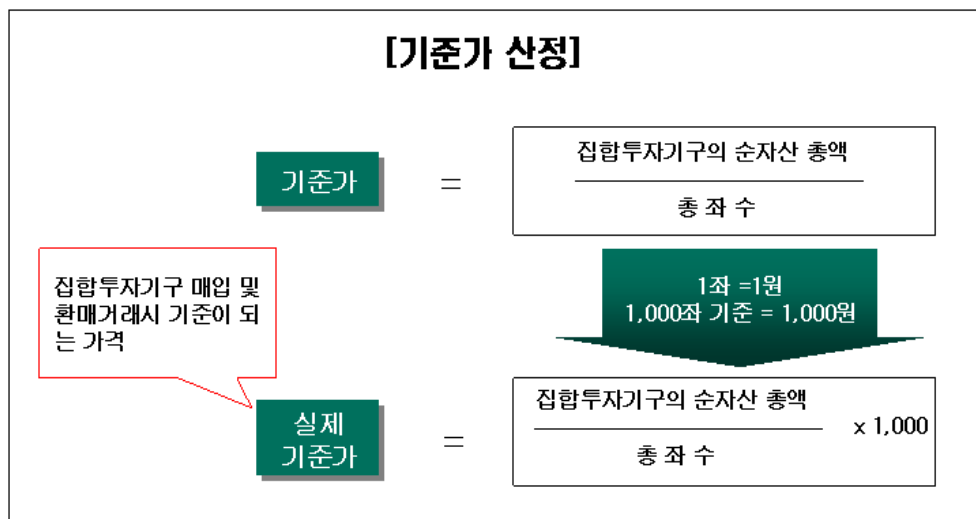 [기준가 산정]
기준가
=
집합투자기구의 순자산 총액
총 좌 수
집합투자기구 매입 및
환매거래시 기준이 되
는 가격
1좌 =1원
1,000좌 기준 = 1,000원
실제
기준가
=
집합투자기구의 순자산 총액
총 좌 수
x 1,000